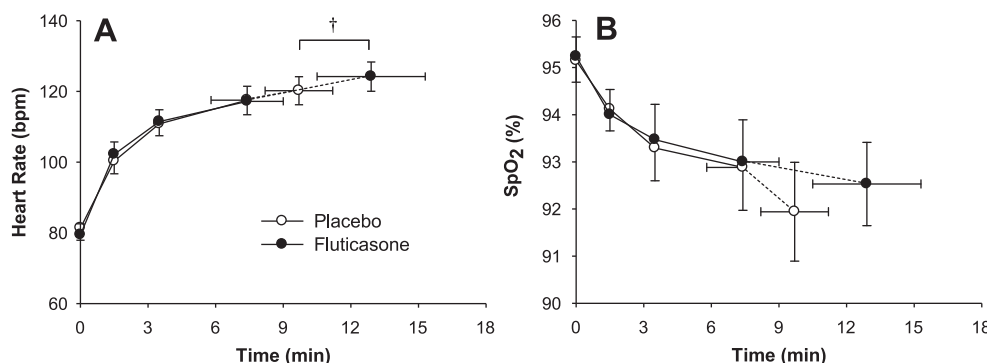 A
†
140
120
100
80
60
Heart Rate (bpm)
Placebo
Fluticasone
0 3 6 9 12 15 18
Time (min)
B
96
95
94
93
92
91
90
SpO2 (%)
0 3 6 9 12 15 18
Time (min)